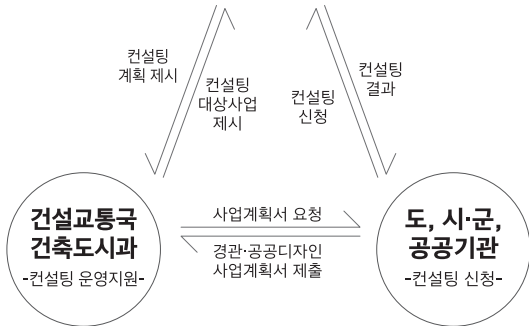 컨설팅
계획 제시
컨설팅
대상사업
제시
컨설팅
신청
컨설팅
결과
건설교통국
건축도시과
-컨설팅 운영지원-
사업계획서 요청
경관·공공디자인
사업계획서 제출
도, 시·군,
공공기관
-컨설팅 신청-